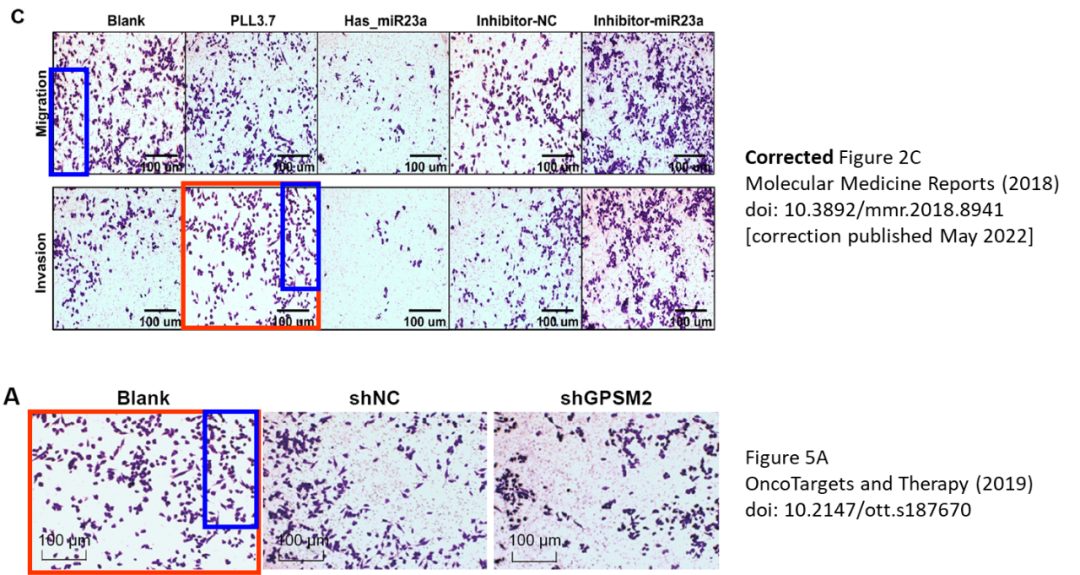 C
Blank PLL3.7 Has_miR23a Inhibitor-NC Inhibitor-miR23a
Migration
100 um 100 um 100 um 100 um 100 um
Invasion
100 um 100 um 100 um 100 um 100 um
Corrected Figure 2C
Molecular Medicine Reports (2018)
doi: 10.3892/mmr.2018.8941
[correction published May 2022]
A
Blank shNC shGPSM2
100 μm 100 μm 100 μm
Figure 5A
OncoTargets and Therapy (2019)
doi: 10.2147/ott.s187670